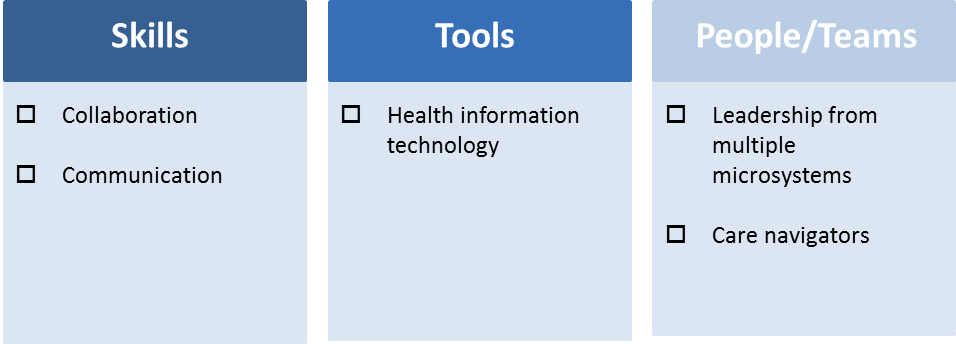 Skills
Collaboration
Communication
Tools
Health information
technology
People/Teams
Leadership from
multiple
microsystems
Care navigators